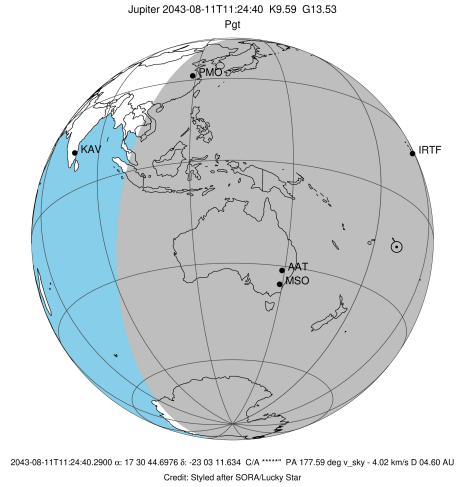 Jupiter 2043-08-11T11:24:40 K9.59 G13.53
Pgt
PMO
KAV
IRTF
AAT
MSO
2043-08-11T11:24:40.2900 α: 17 30 44.6976 δ: -23 03 11.634 C/A *****" PA 177.59 deg v_sky - 4.02 km/s D 04.60 AU
Credit: Styled after SORA/Lucky Star